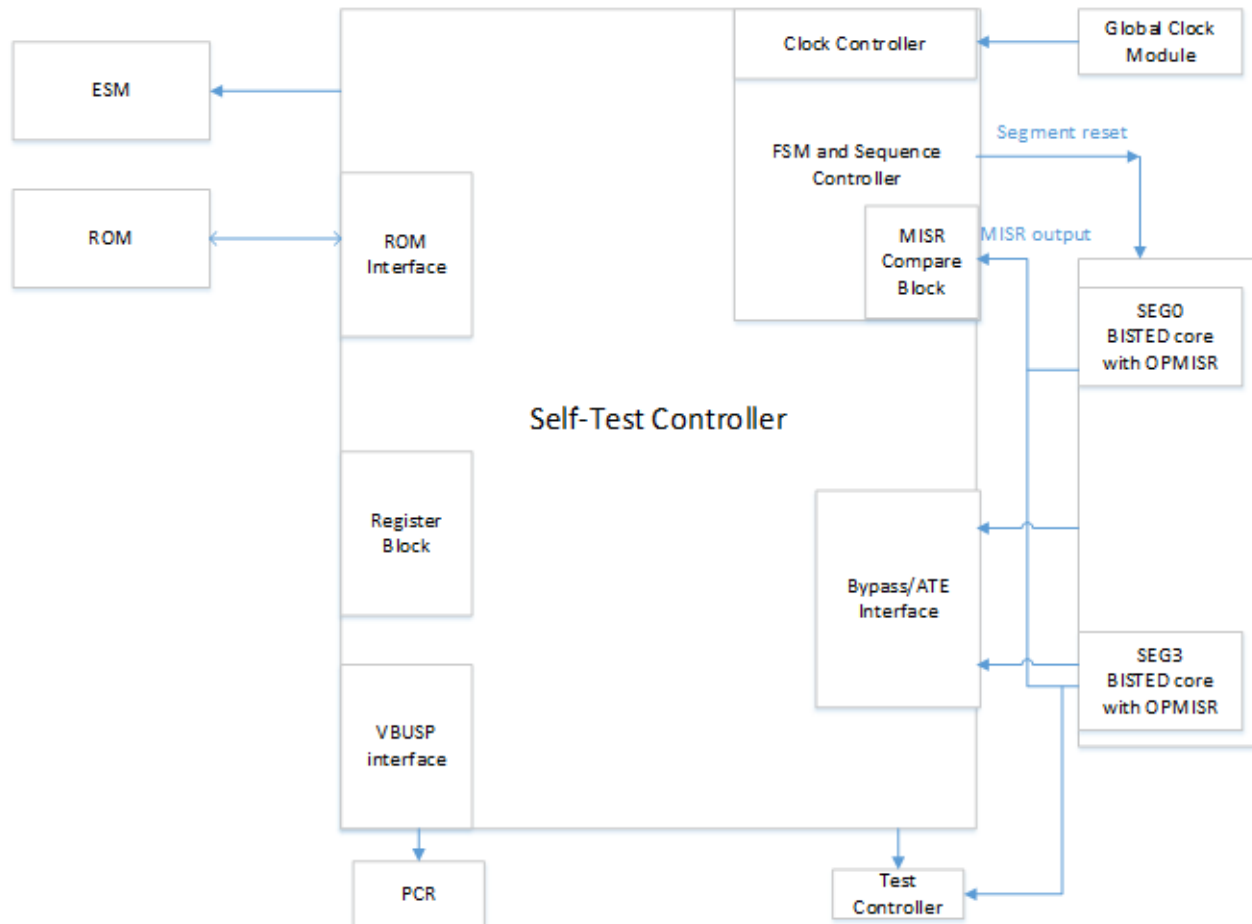 Clock Controller
Global Clock
Module
ESM
Segment reset
FSM and Sequence
Controller
ROM
ROM
Interface
MISR output
MISR
Compare
Block
SEG0
BISTED core
with OPMISR
Self-Test Controller
Register
Block
Bypass/ATE
Interface
SEG3
BISTED core
with OPMISR
VBUSP
interface
PCR
Test
Controller